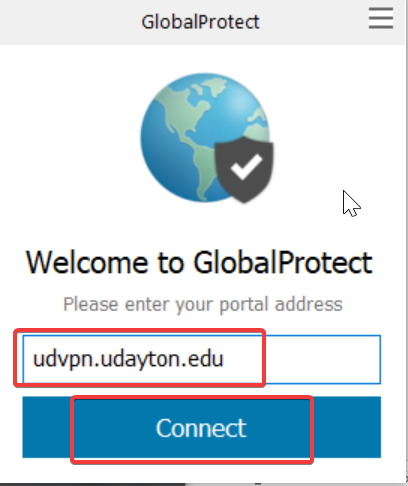 GlobalProtect
Welcome to GlobalProtect
Please enter your portal address
udvpn.udayton.edu
Connect